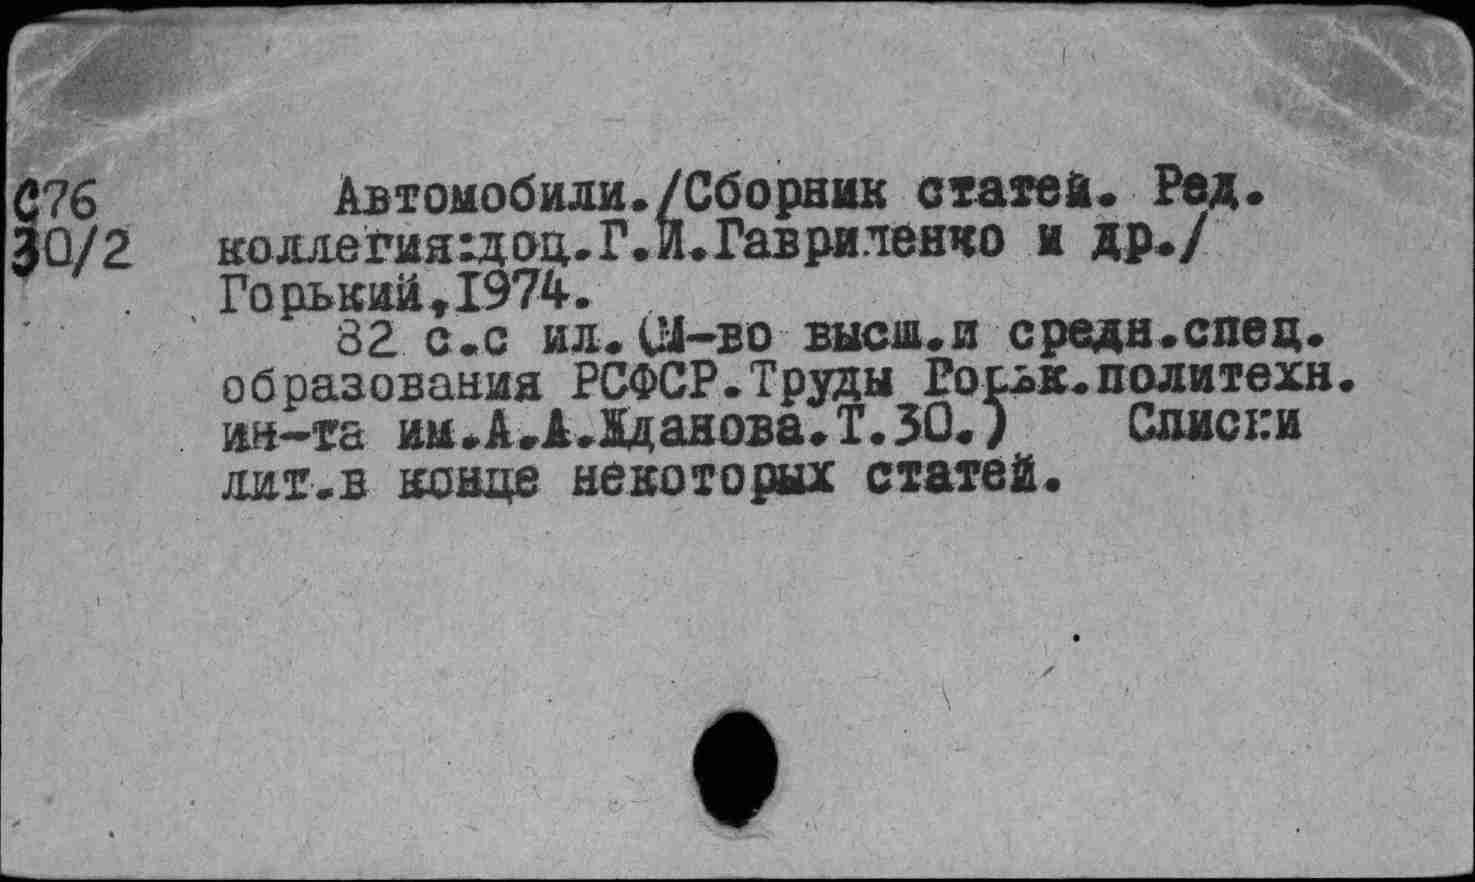 С76 Автомобили./Сборник статей. Ред.
30/2 коллегия:доц.Г.И.Гавриленко и др./
Горький,1974.
82 с.с ил.(М-во высш.и средн.спец.
образования РСФСР.Труды Горьк.политехн.
ин-та им.А.А.Жданова.Т.30.) Списки
лит.в конце некоторых статей.